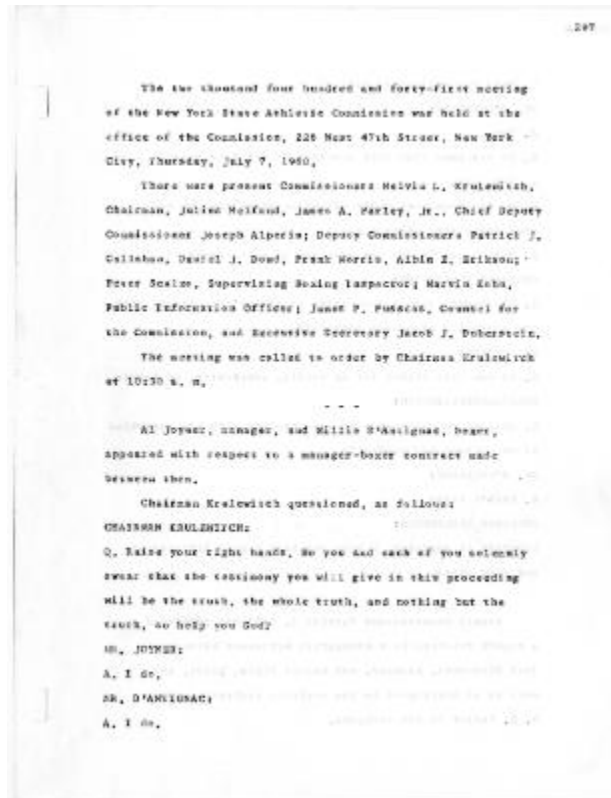 297
The two thousand four hundred and forty-first meeting
of the New York State Athletic Commission was held at the
office of the Commission, 226 West 47th Street, New York
City, Thursday, July 7, 1960.
There were present Commissioners Melvin L. Krulewitch,
Chairman, Julius Helfand, James A. Farley, Jr., Chief Deputy
Commissioner Joseph Alperin; Deputy Commissioners Patrick J.
Callahan, Daniel J. Dowd, Frank Morris, Albin E. Erikson;
Peter Scalzo, Supervising Boxing Inspector; Marvin Kohn,
Public Information Officer; James P. Counsel for
the Commission, and Executive Secretary Jacob J. Duberstein.
The meeting was called to order by Chairman Krulewitch
at 10:30 a. m.
- - -
Al Joyner, manager, and Willie D'Antignac, boxer,
appeared with respect to a manager-boxer contract made
between them.
Chairman Krulewitch questioned, as follows:
CHAIRMAN KRULEWITCH:
Q. Raise your right hands. Do you and each of you solemnly
swear that the testimony you will give in this proceeding
will be the truth, the whole truth, and nothing but the
truth, so help you God?
MR. JOYNER:
A. I do.
MR. D'ANTIGNAC:
A. I do.